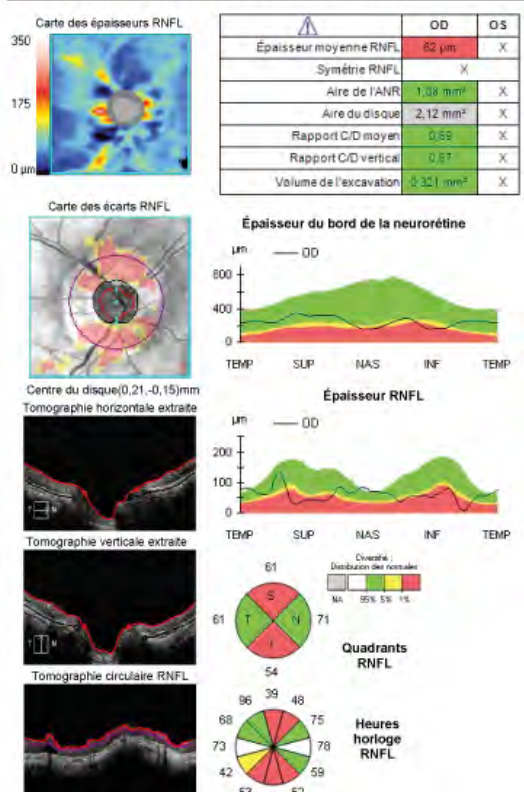 Carte des épaisseurs RNFL
350
175
0 µm
OD OS
Épaisseur moyenne RNFL 62 µm X
Symétrie RNFL X
Aire de l'ANR 1,08 mm² X
Aire du disque 2,12 mm² X
Rapport C/D moyen 0,69 X
Rapport C/D vertical 0,67 X
Volume de l'excavation 0,321 mm³ X
Carte des écarts RNFL
Centre du disque(0,21,-0,15)mm
Épaisseur du bord de la neurorétine
µm OD
800
400
0
TEMP SUP NAS INF TEMP
Épaisseur RNFL
µm OD
200
100
0
TEMP SUP NAS INF TEMP
Tomographie horizontale extraite
T N
Tomographie verticale extraite
Tomographie circulaire RNFL
Diversifié :
Distribution des normales
NA 95% 5% 1%
61
S
61 T N 71
I
54
Quadrants
RNFL
39
96 48
68 75
73 78
42 59
53 52
Heures
horloge
RNFL